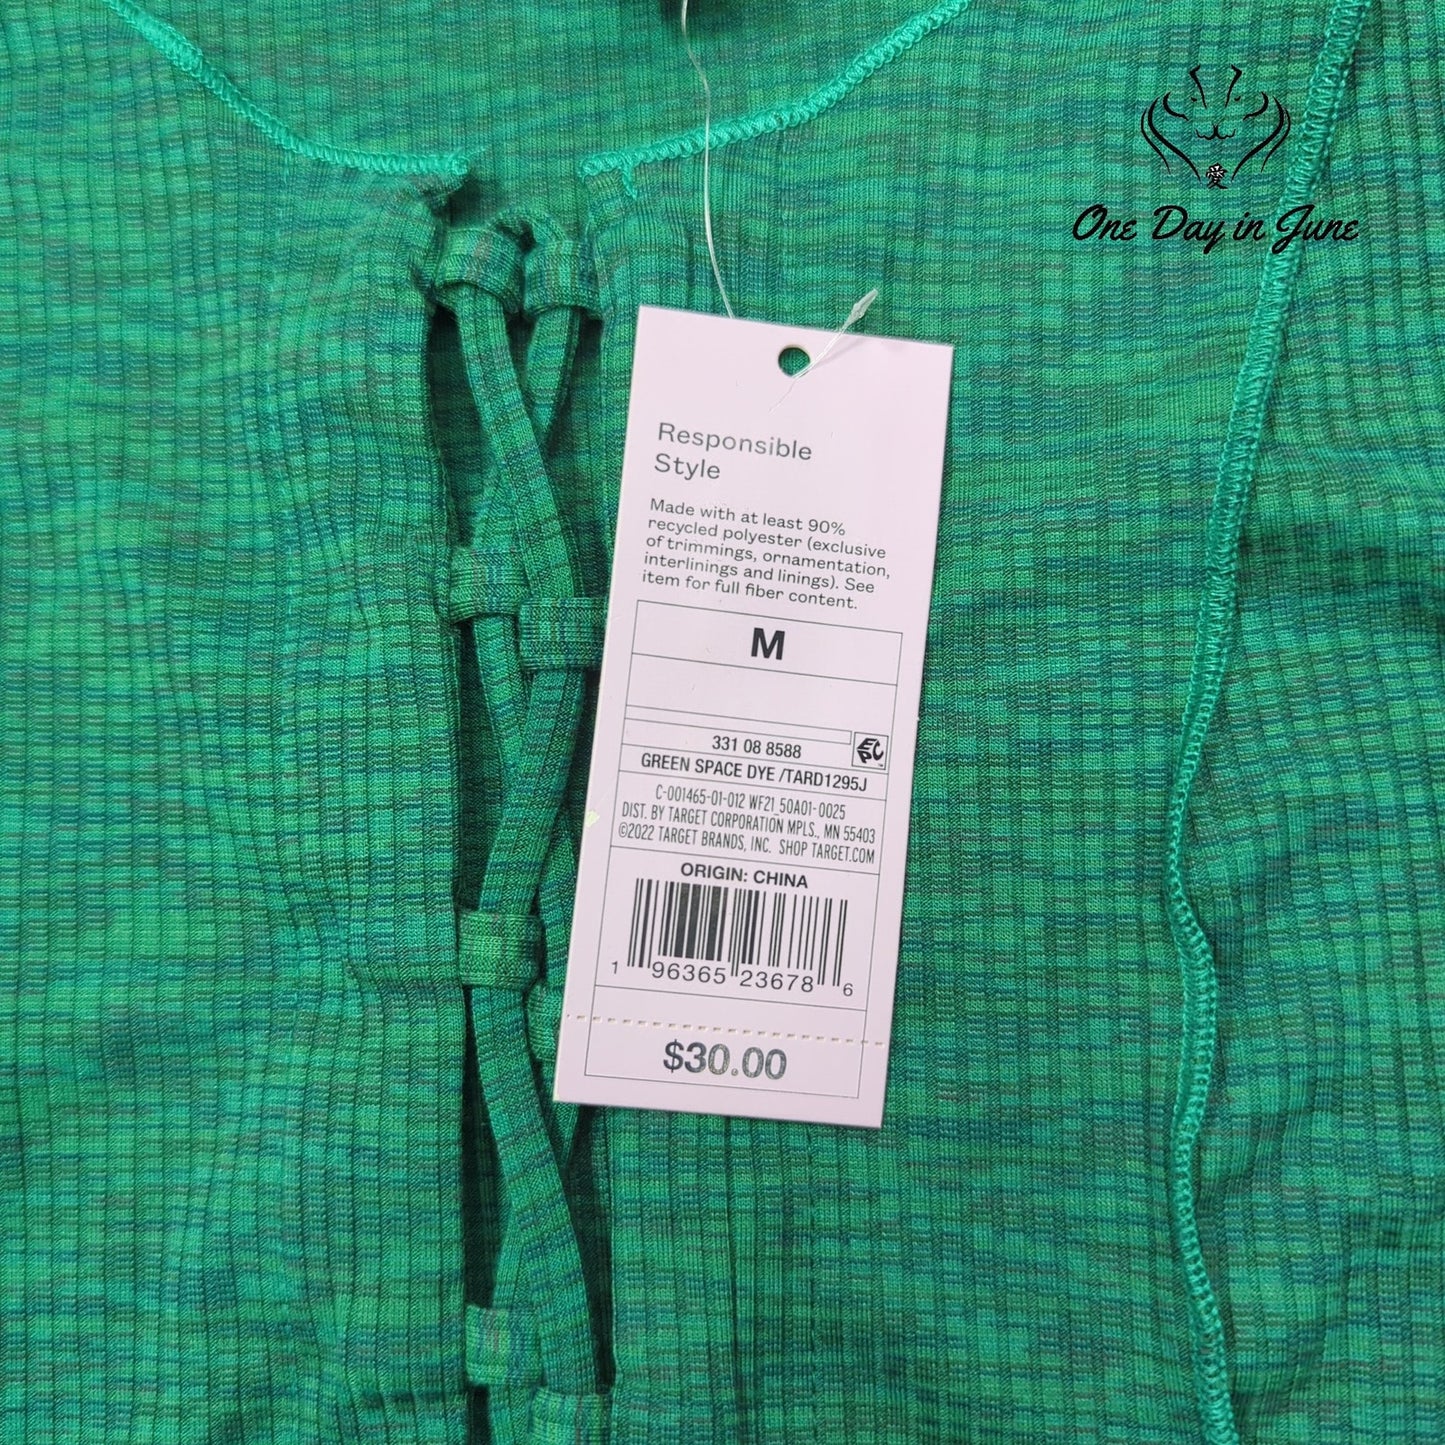 愛
One Day in June
Responsible
Style
Made with at least 90%
recycled polyester (exclusive
of trimmings, ornamentation,
interlinings and linings). See
item for full fiber content.
M
331 08 8588
EPC
GREEN SPACE DYE /TARD1295J
C-001465-01-012 WF21_50A01-0025
DIST. BY TARGET CORPORATION MPLS., MN 55403
©2022 TARGET BRANDS, INC. SHOP TARGET.COM
ORIGIN: CHINA
1 96365 23678 6
$30.00